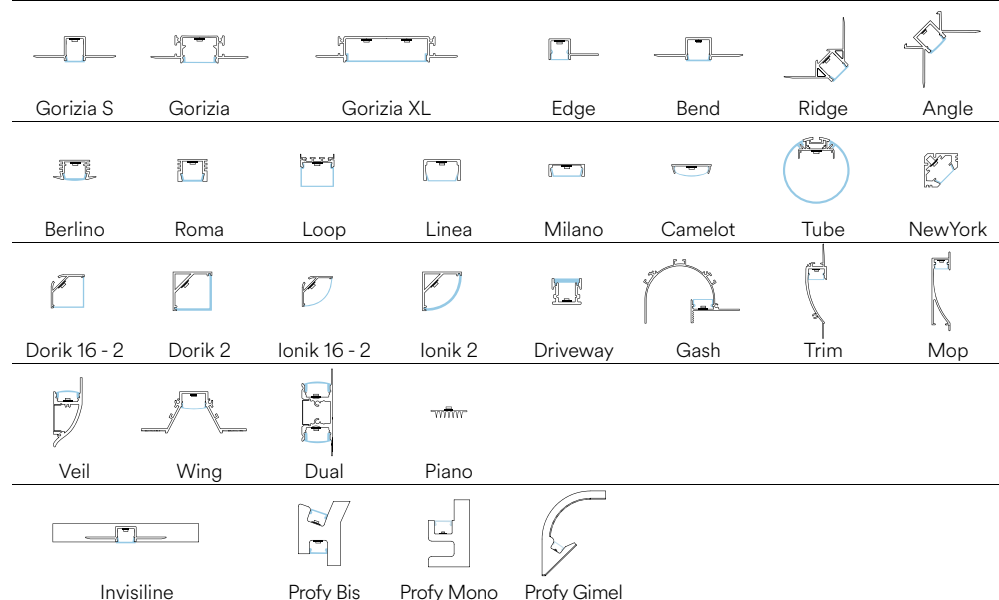 Gorizia S Gorizia Gorizia XL Edge Bend Ridge Angle
Berlino Roma Loop Linea Milano Camelot Tube NewYork
Dorik 16 - 2 Dorik 2 Ionik 16 - 2 Ionik 2 Driveway Gash Trim Mop
Veil Wing Dual Piano
Invisiline Profy Bis Profy Mono Profy Gimel